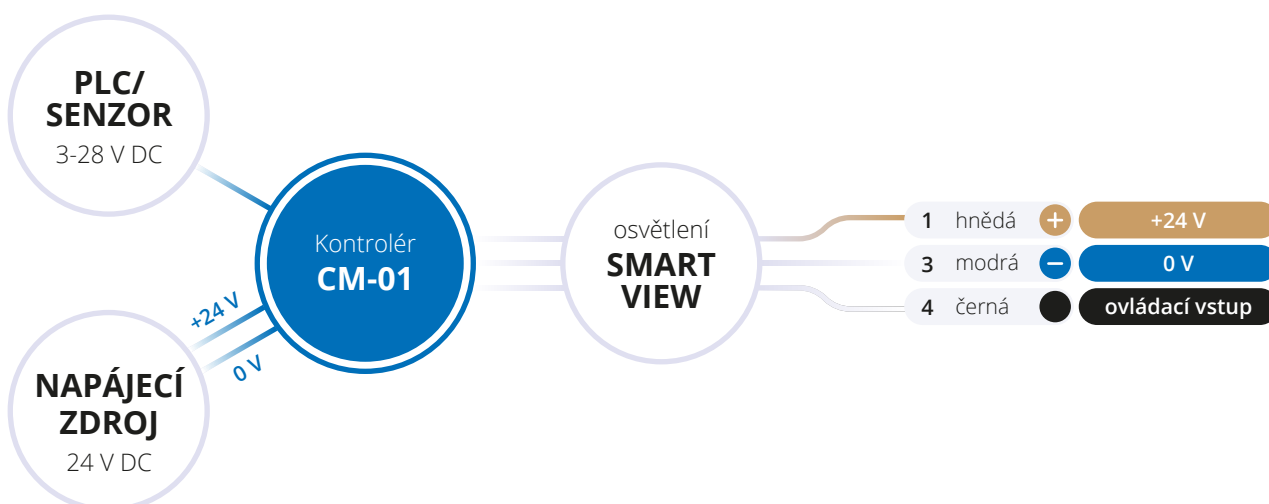 PLC/
SENZOR
3-28 V DC
Kontrolér
CM-01
+24 V
0 V
NAPÁJECÍ
ZDROJ
24 V DC
osvětlení
SMART
VIEW
1 hnědá + +24 V
3 modrá − 0 V
4 černá ovládací vstup